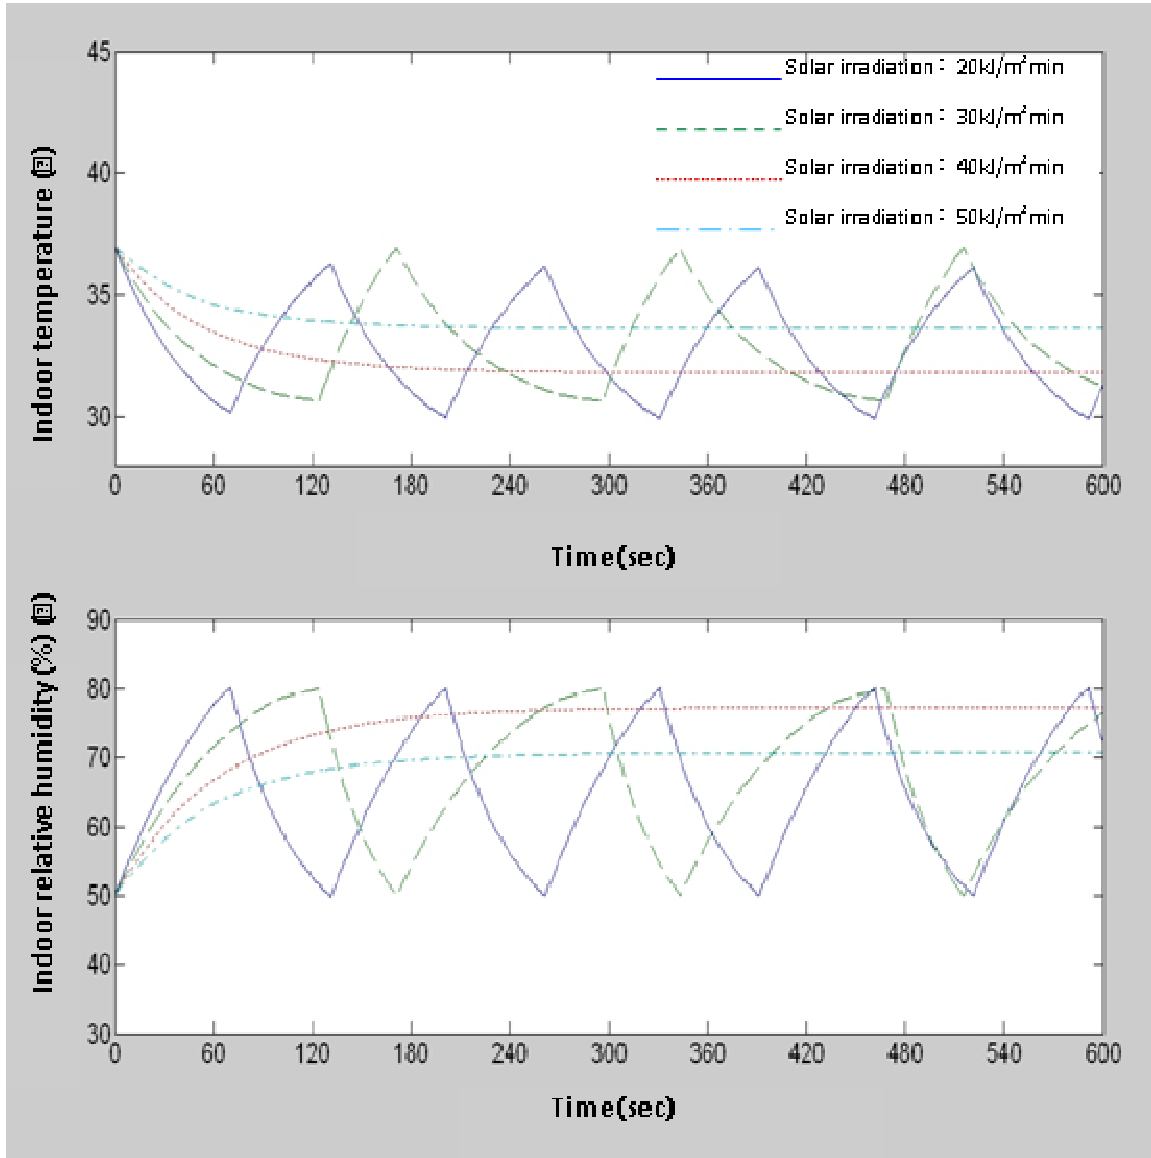 45
40
35
30
Indoor temperature (⍰)
Solar irradiation : 20kJ/m²min
Solar irradiation : 30kJ/m²min
Solar irradiation : 40kJ/m²min
Solar irradiation : 50kJ/m²min
0 60 120 180 240 300 360 420 480 540 600
Time(sec)
90
80
70
60
50
40
30
Indoor relative humidity(%) (⍰)
0 60 120 180 240 300 360 420 480 540 600
Time(sec)